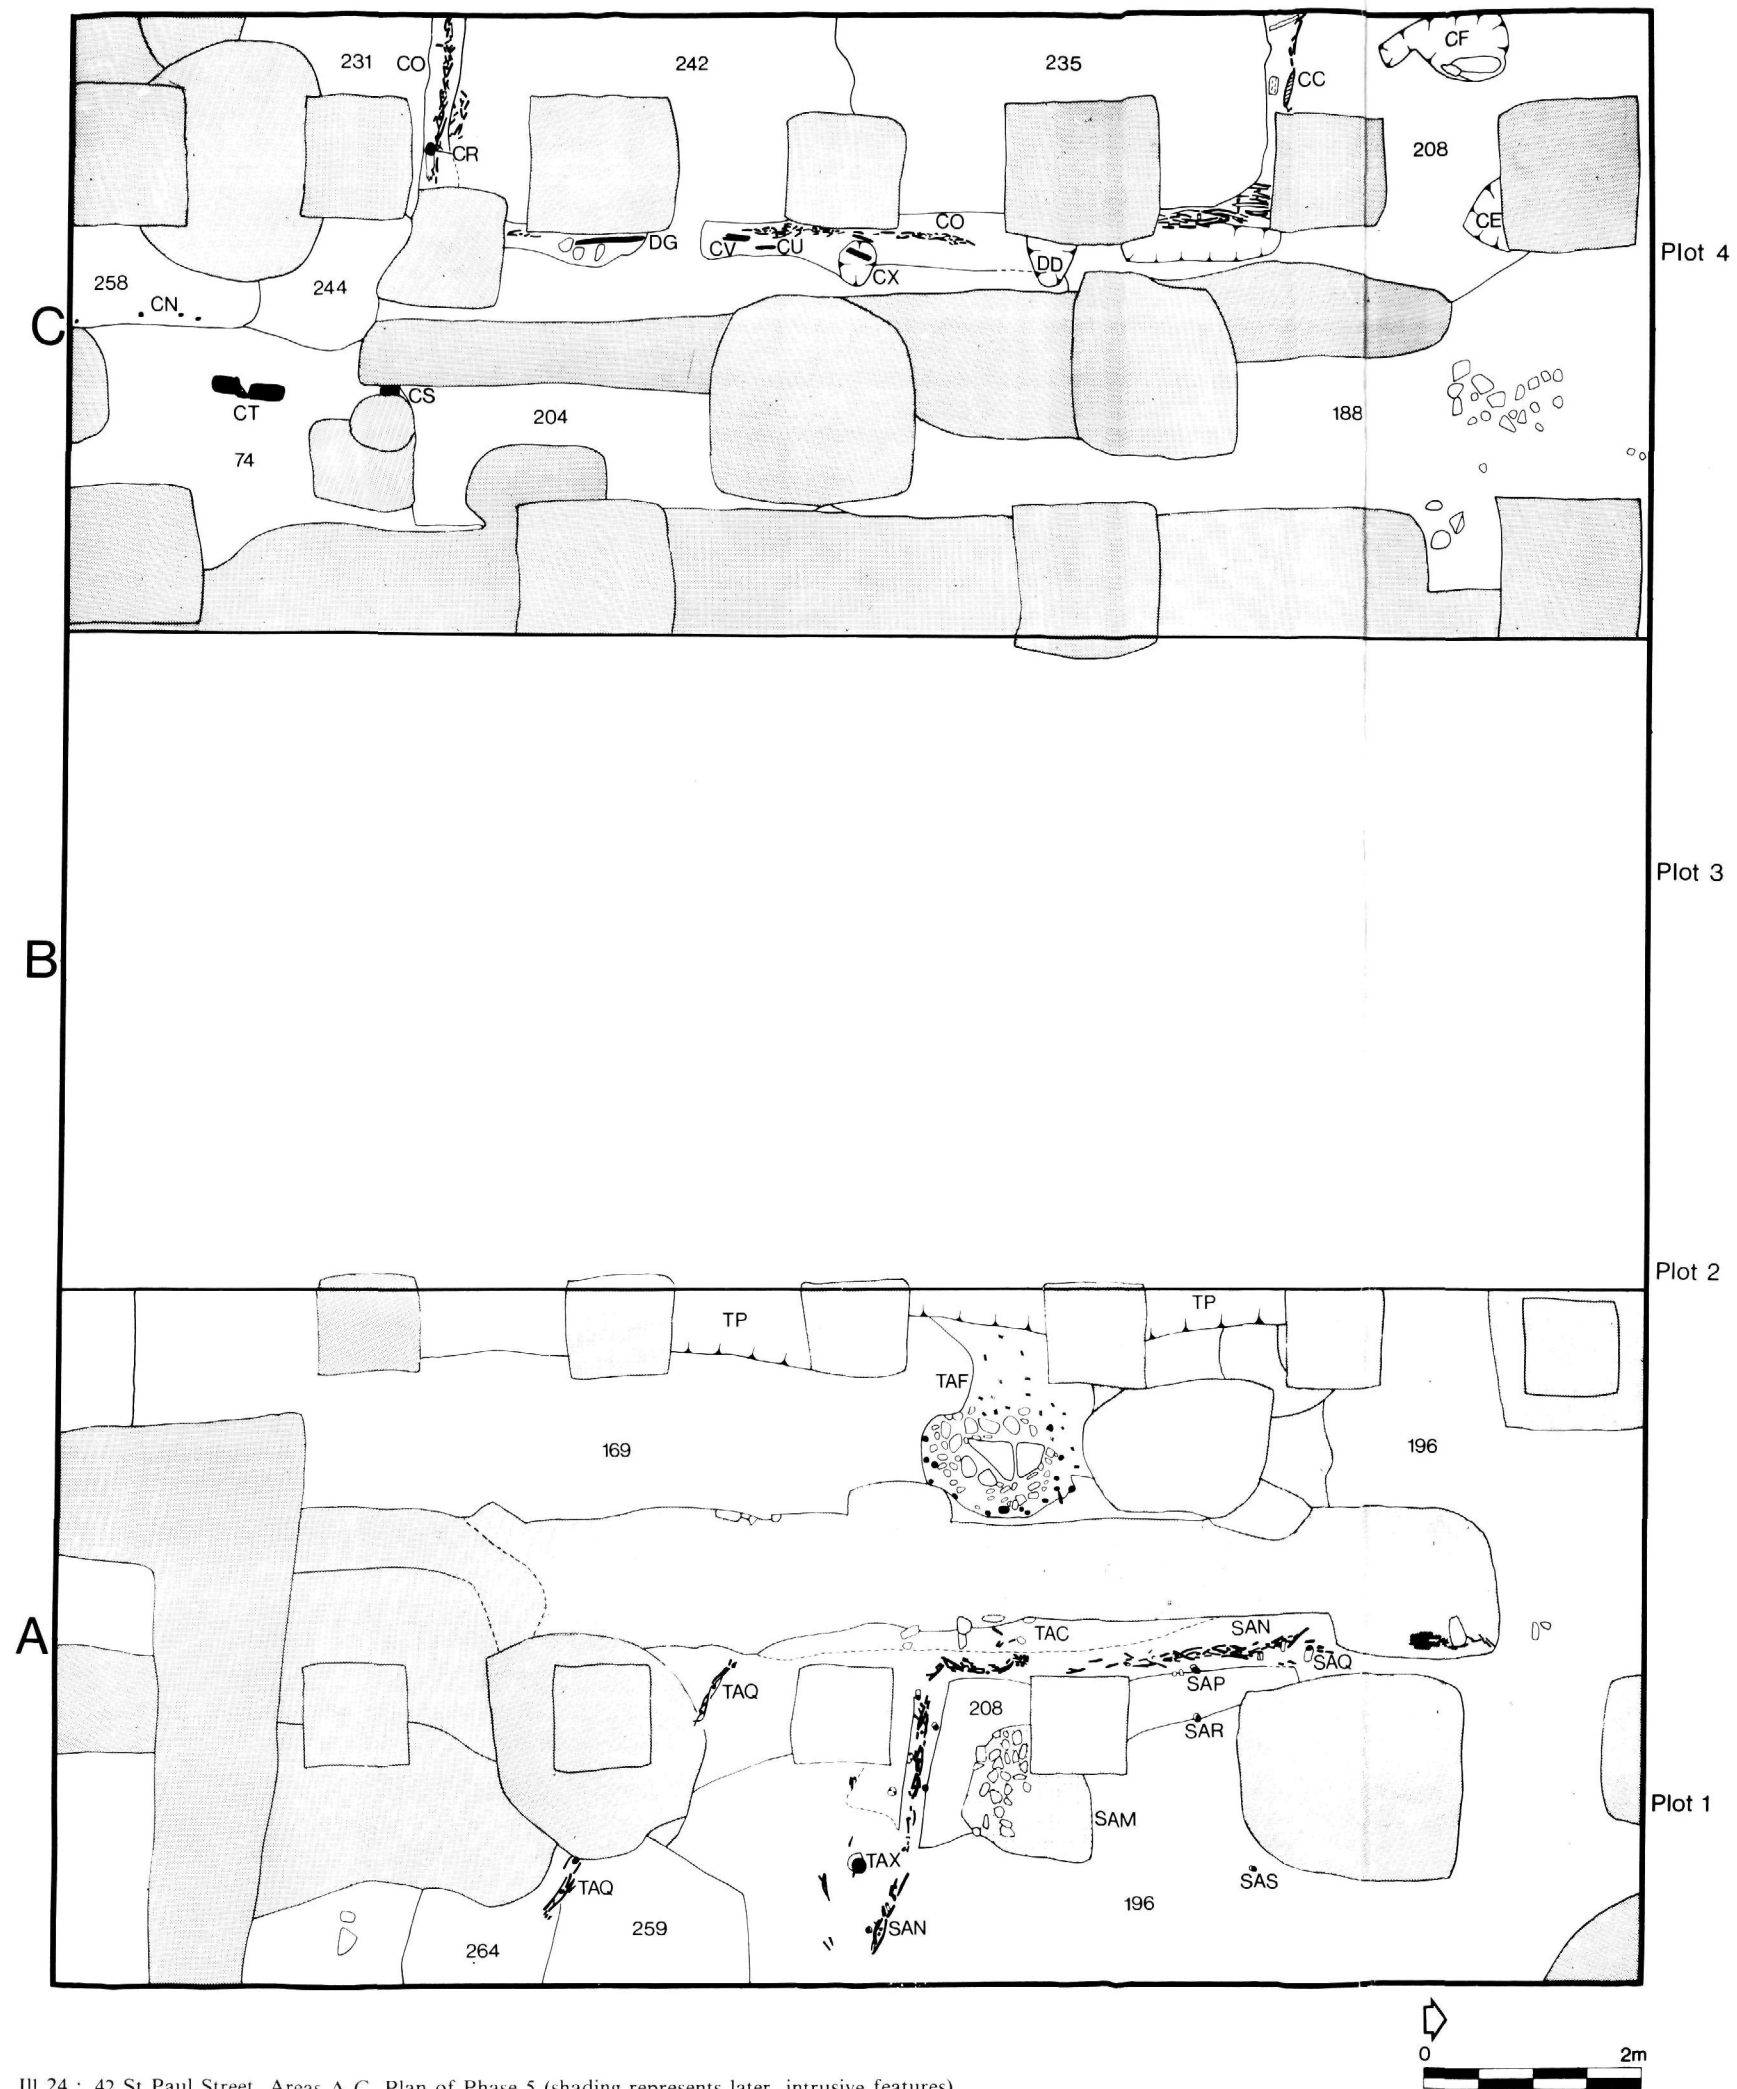 231 CO 242 235 CC CF
CR 208
CO CE
DG CV CU CX DD Plot 4
258 CN 244
C
CT CS 204 188
74
Plot 3
B
Plot 2
TP TP
TAF
169 196
A
TAC SAN
SAQ
TAQ SAP
208 SAR
Plot 1
SAM
TAX
TAQ SAS
259 SAN 196
264
0 2m
Ill 24 : 42 St Paul Street, Areas A-C, Plan of Phase 5 (shading represents later, intrusive features)